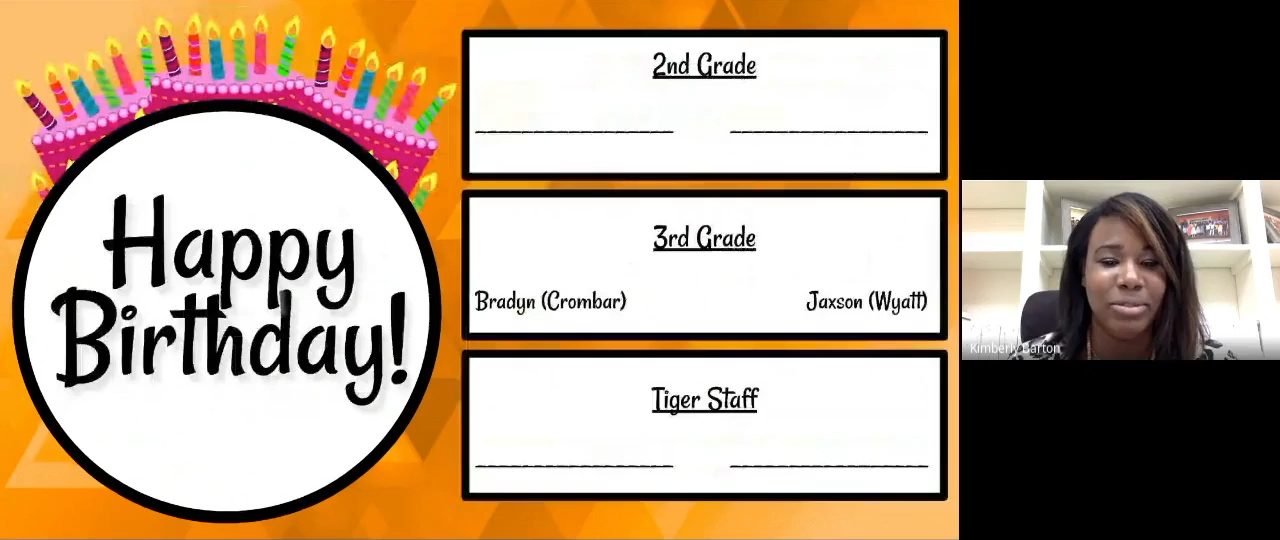 Happy
Birthday!
2nd Grade
3rd Grade
Bradyn (Crombar) Jaxson (Wyatt)
Tiger Staff
Kimberly Barton